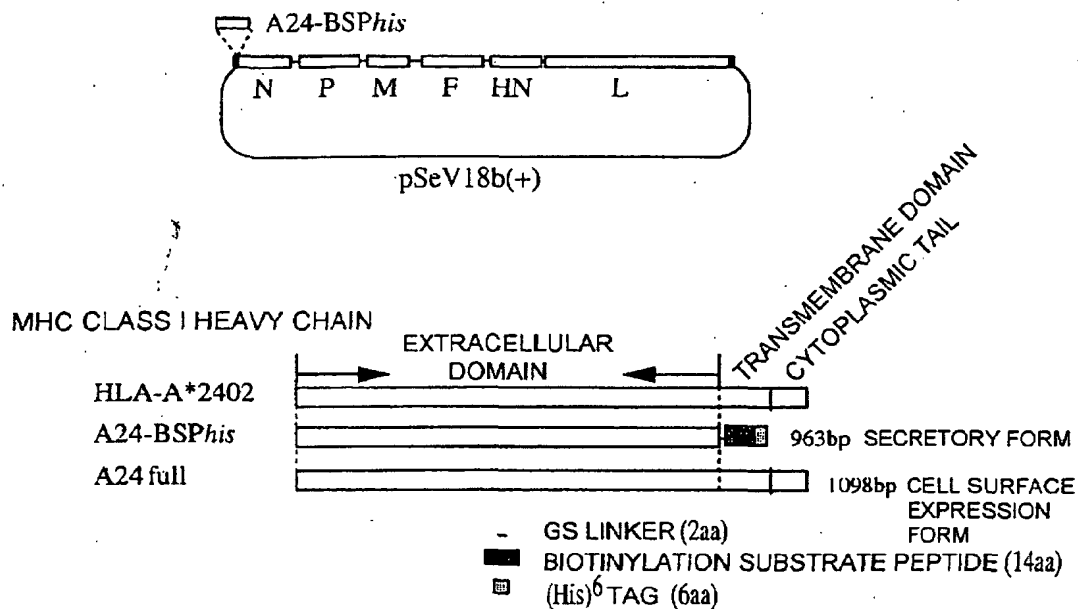 A24-BSPhis
N P M F HN L
pSeV18b(+)
TRANSMEMBRANE DOMAIN
CYTOPLASMIC TAIL
MHC CLASS I HEAVY CHAIN
EXTRACELLULAR
DOMAIN
HLA-A*2402
A24-BSPhis
963bp SECRETORY FORM
A24 full
1098bp CELL SURFACE
EXPRESSION
FORM
- GS LINKER (2aa)
BIOTINYLATION SUBSTRATE PEPTIDE (14aa)
(His)⁶ TAG (6aa)